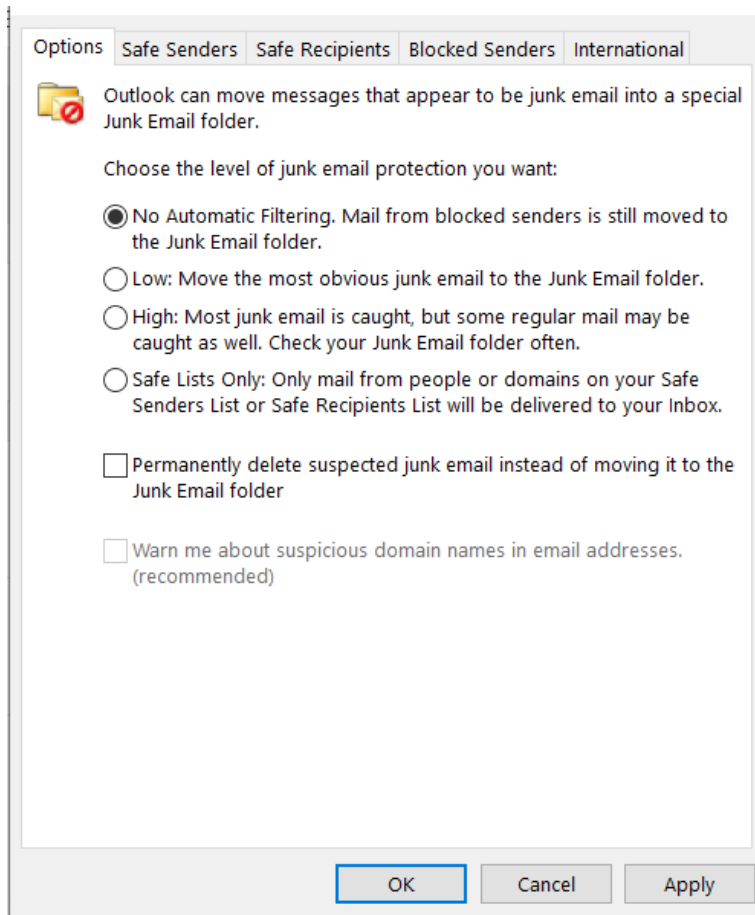 Options Safe Senders Safe Recipients Blocked Senders International
Outlook can move messages that appear to be junk email into a special
Junk Email folder.
Choose the level of junk email protection you want:
No Automatic Filtering. Mail from blocked senders is still moved to
the Junk Email folder.
Low: Move the most obvious junk email to the Junk Email folder.
High: Most junk email is caught, but some regular mail may be
caught as well. Check your Junk Email folder often.
Safe Lists Only: Only mail from people or domains on your Safe
Senders List or Safe Recipients List will be delivered to your Inbox.
Permanently delete suspected junk email instead of moving it to the
Junk Email folder
Warn me about suspicious domain names in email addresses.
(recommended)
OK Cancel Apply